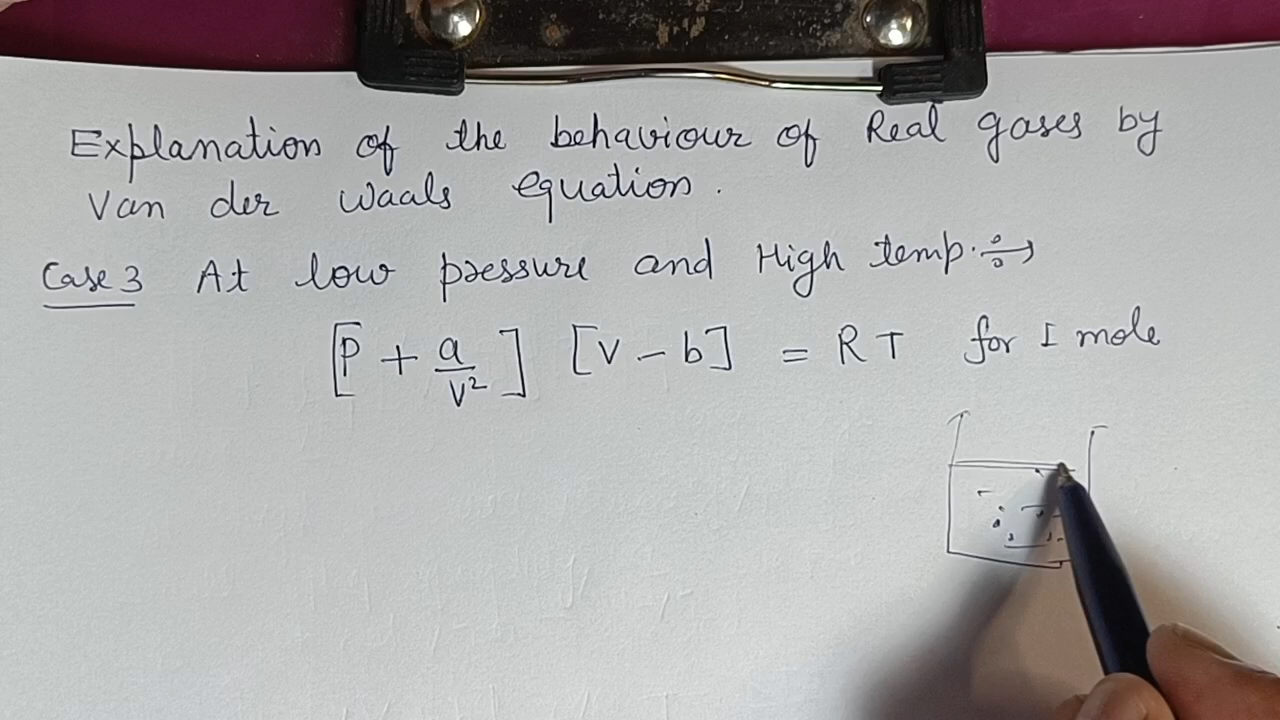 Explanation of the behaviour of Real gases by
Van der Waals equation.
Case 3 At low pressure and High temp. ÷→
[P + a/V²] [V – b] = RT for 1 mole